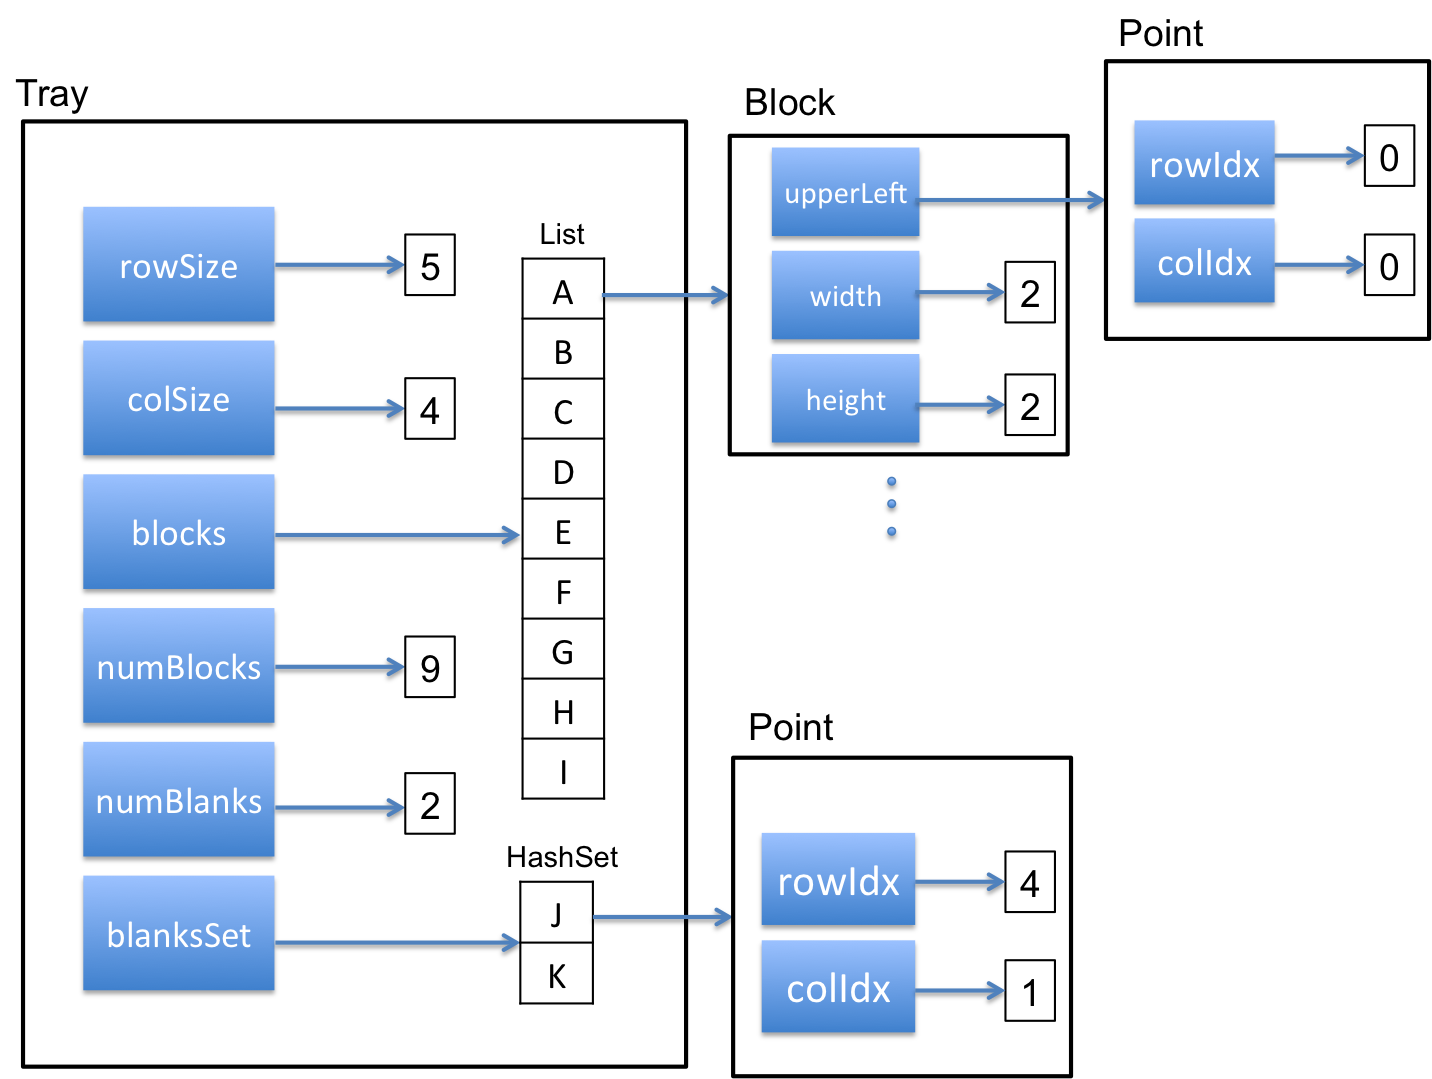 Tray
rowSize
5
colSize
4
blocks
numBlocks
9
numBlanks
2
blanksSet
List
A
B
C
D
E
F
G
H
I
HashSet
J
K
Block
upperLeft
width
2
height
2
Point
rowIdx
0
colIdx
0
Point
rowIdx
4
colIdx
1